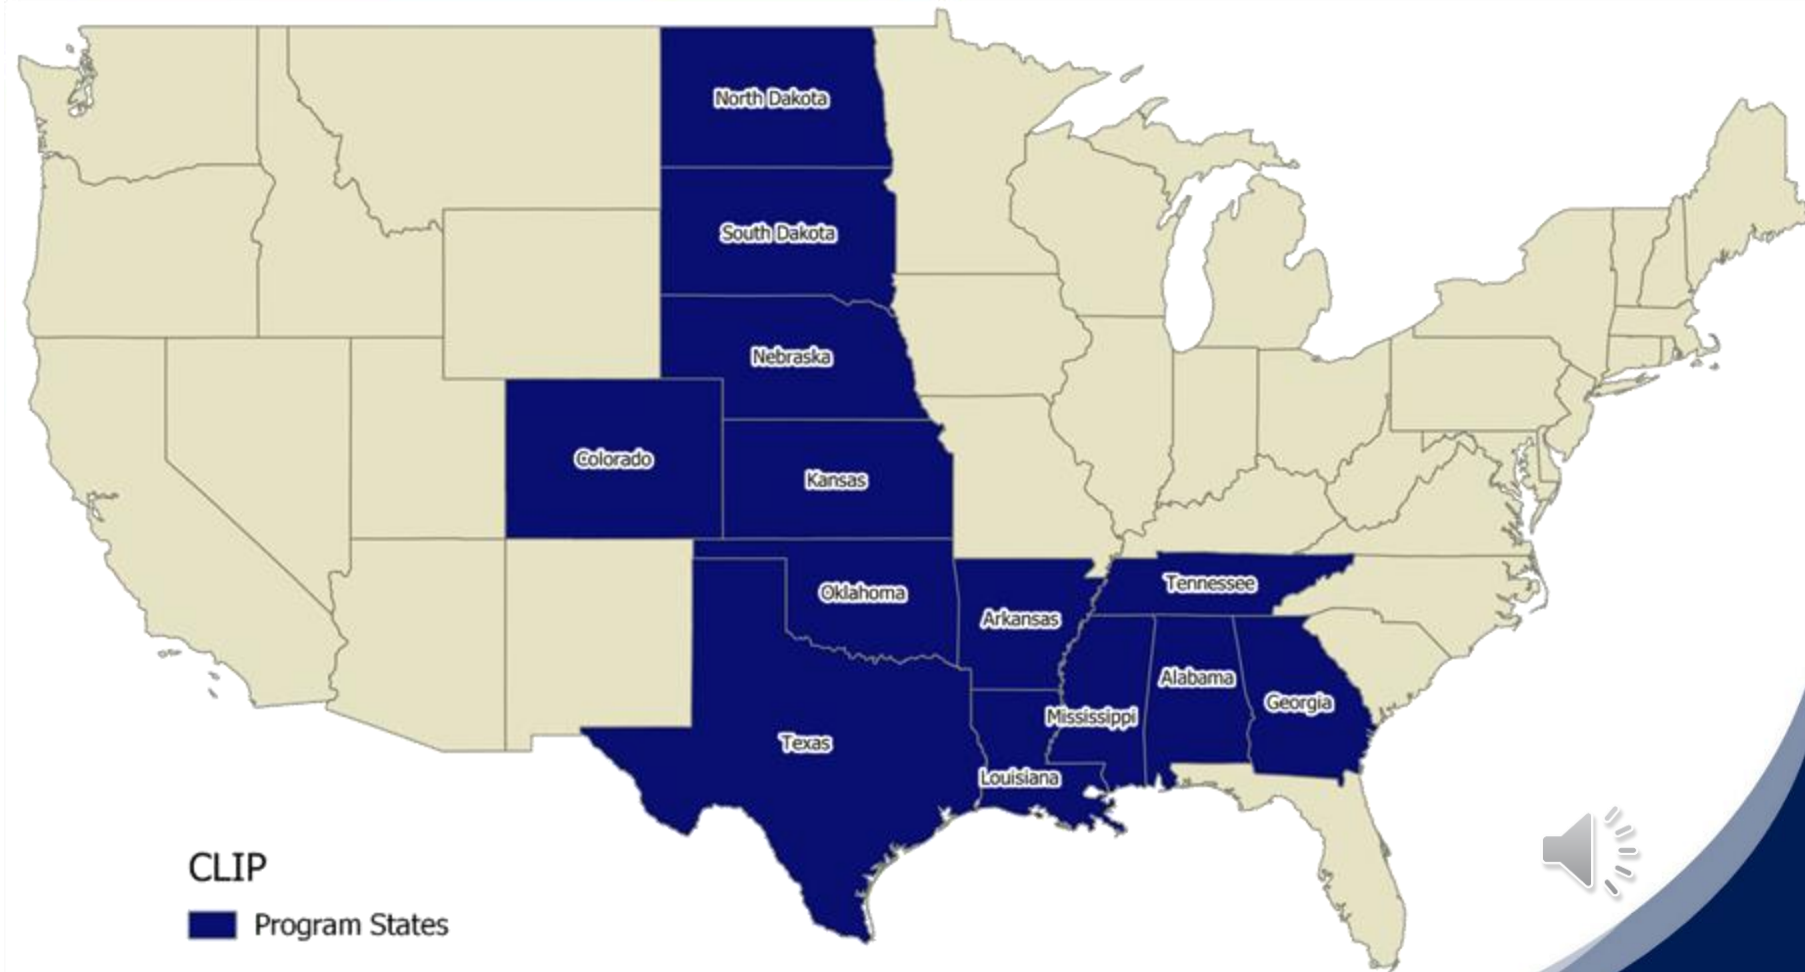 North Dakota
South Dakota
Nebraska
Colorado
Kansas
Oklahoma
Tennessee
Arkansas
Alabama
Georgia
Mississippi
Texas
Louisiana
CLIP
Program States